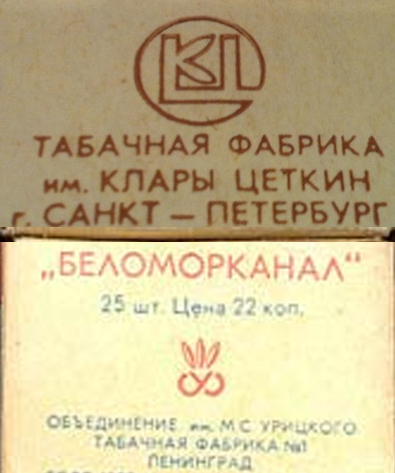 ТАБАЧНАЯ ФАБРИКА
им. КЛАРЫ ЦЕТКИН
г. САНКТ — ПЕТЕРБУРГ
„БЕЛОМОРКАНАЛ“
25 шт. Цена 22 коп.
ОБЪЕДИНЕНИЕ им. М.С. УРИЦКОГО
ТАБАЧНАЯ ФАБРИКА №1
ЛЕНИНГРАД